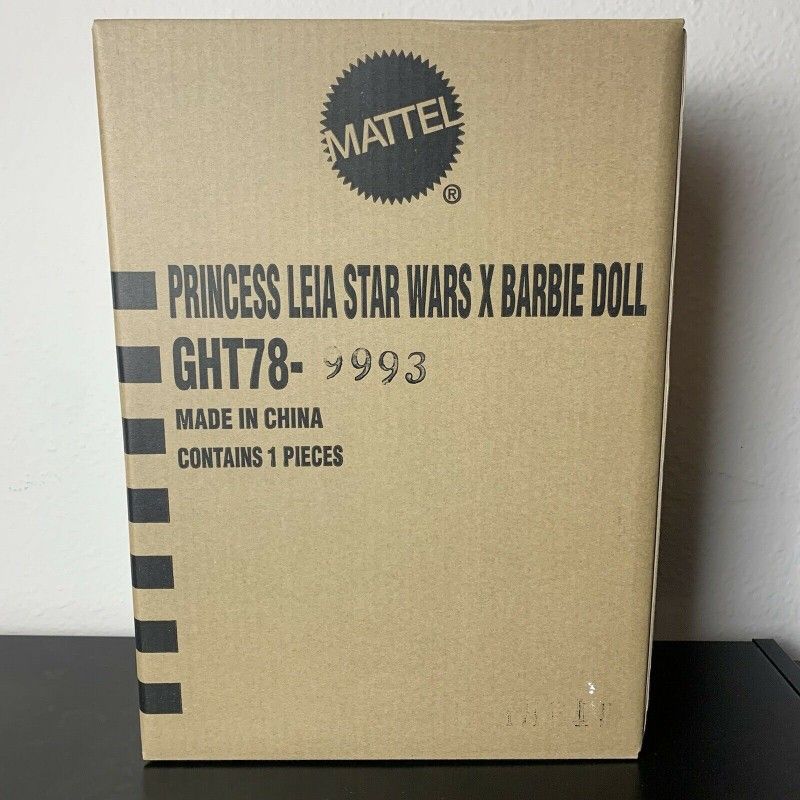 MATTEL
®
PRINCESS LEIA STAR WARS X BARBIE DOLL
GHT78- 9993
MADE IN CHINA
CONTAINS 1 PIECES